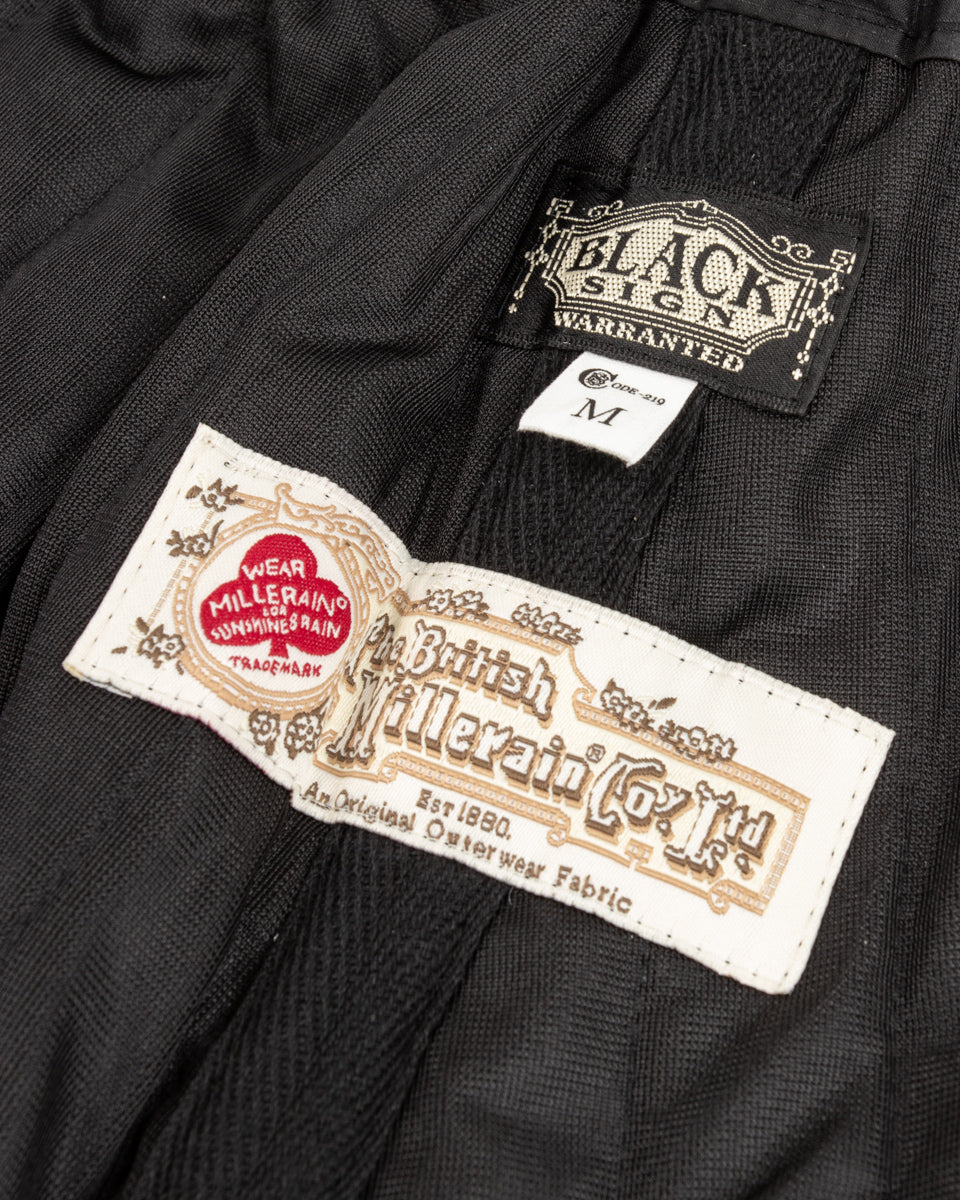 BLACK
SIGN
WARRANTED
CODE-219
M
WEAR
MILLERAIN
FOR
SUNSHINE & RAIN
TRADEMARK
The British
Millerain® Coy. Ltd.
EST 1880.
An Original Outerwear Fabric